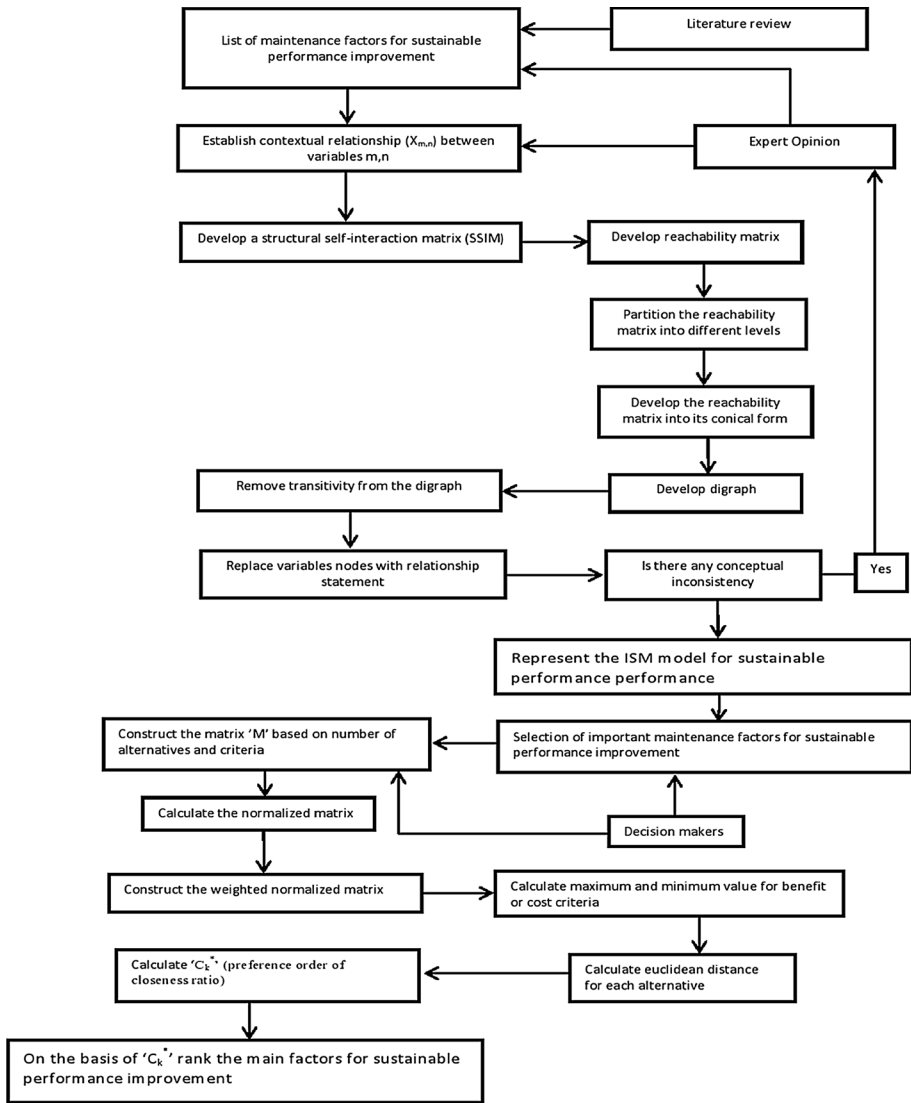 Literature review
List of maintenance factors for sustainable
performance improvement
Establish contextual relationship (Xm,n) between
variables m,n
Expert Opinion
Develop a structural self-interaction matrix (SSIM)
Develop reachability matrix
Partition the reachability
matrix into different levels
Develop the reachability
matrix into its conical form
Remove transitivity from the digraph
Develop digraph
Replace variables nodes with relationship
statement
Is there any conceptual
inconsistency
Yes
Represent the ISM model for sustainable
performance performance
Construct the matrix ‘M’ based on number of
alternatives and criteria
Selection of important maintenance factors for sustainable
performance improvement
Calculate the normalized matrix
Decision makers
Construct the weighted normalized matrix
Calculate maximum and minimum value for benefit
or cost criteria
Calculate ‘Ck*’ (preference order of
closeness ratio)
Calculate euclidean distance
for each alternative
On the basis of ‘Ck*’ rank the main factors for sustainable
performance improvement